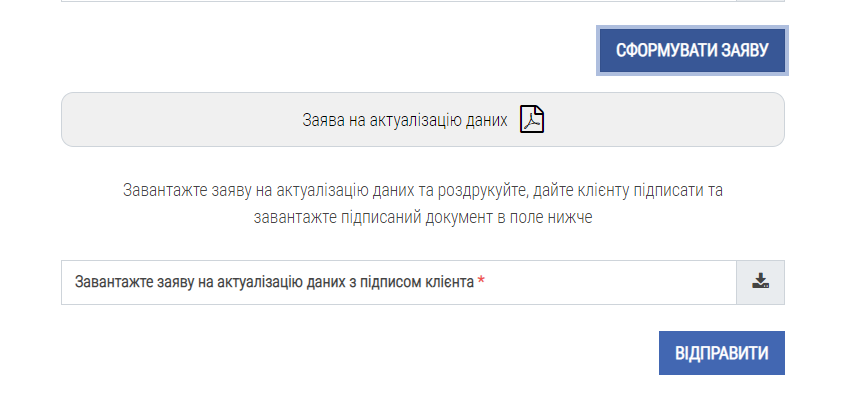 СФОРМУВАТИ ЗАЯВУ
Заява на актуалізацію даних
Завантажте заяву на актуалізацію даних та роздрукуйте, дайте клієнту підписати та
завантажте підписаний документ в поле нижче
Завантажте заяву на актуалізацію даних з підписом клієнта *
ВІДПРАВИТИ